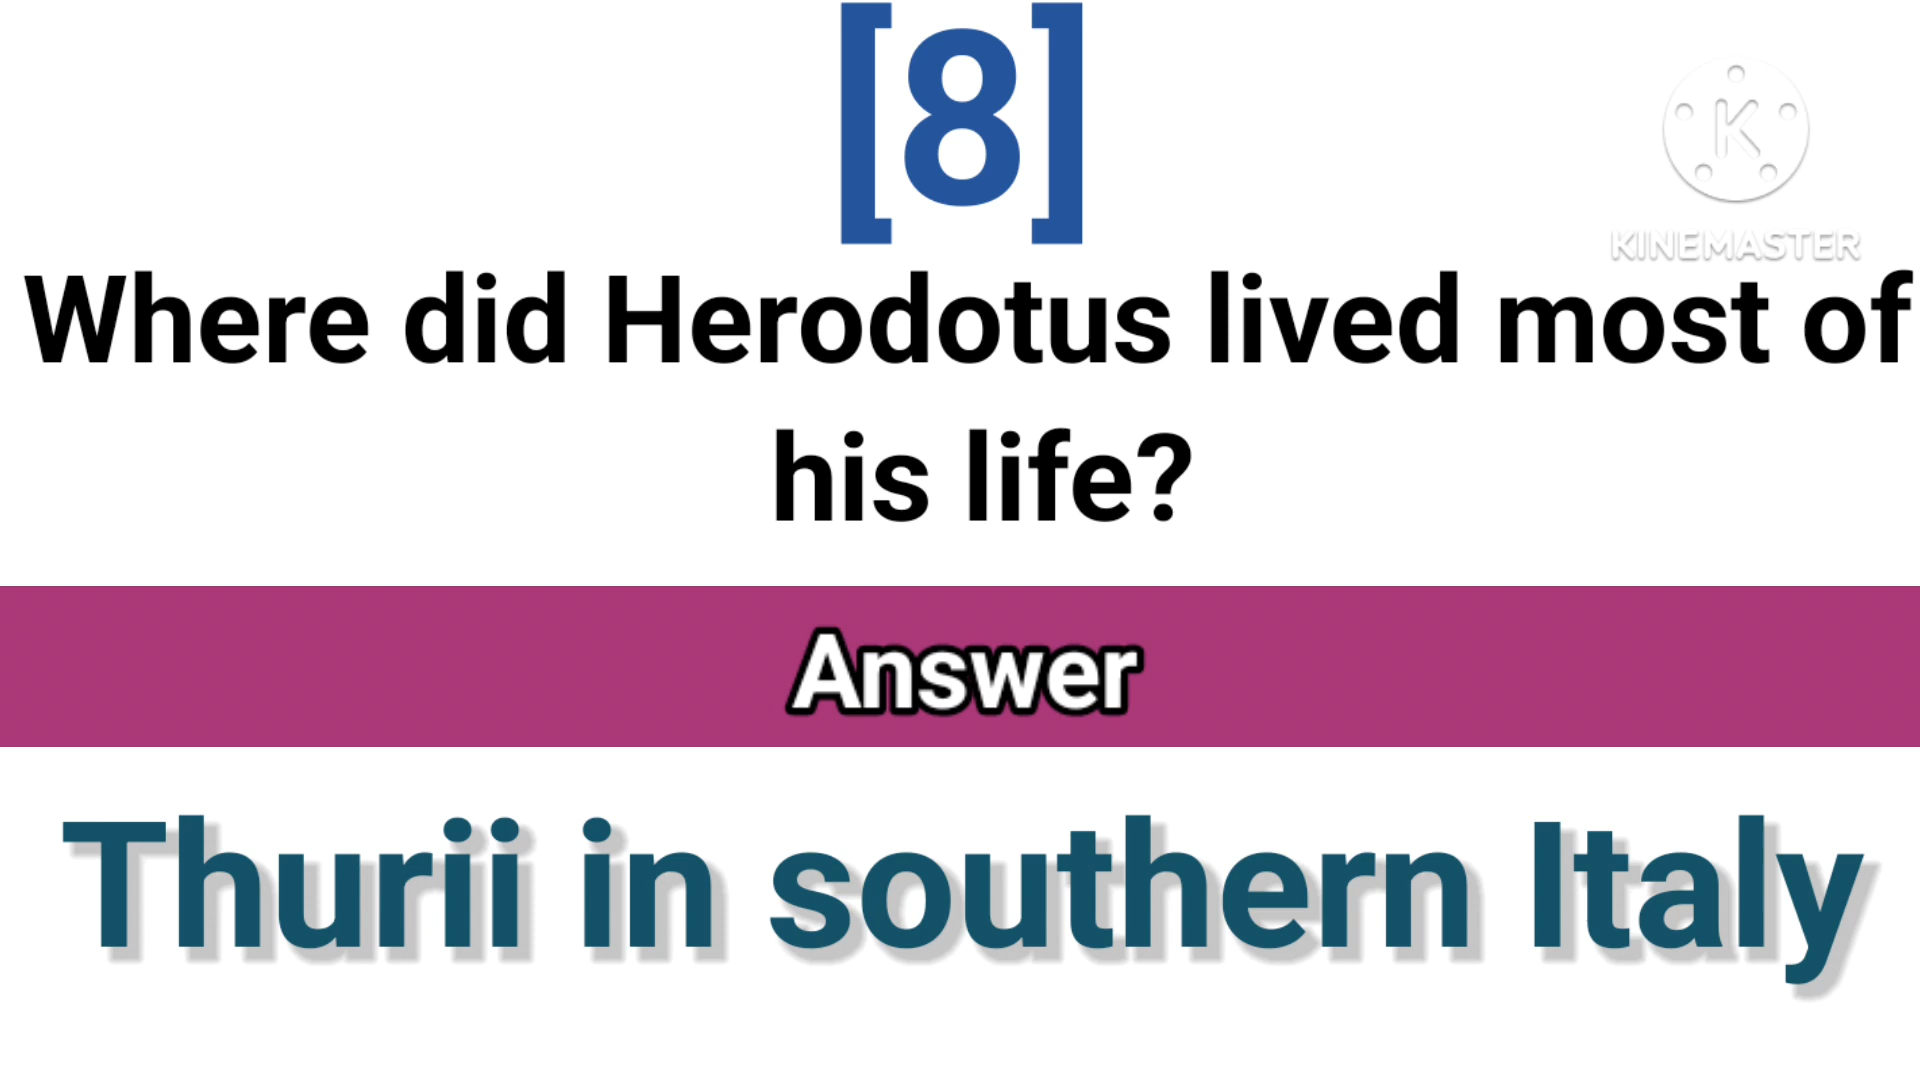 [8]
K
KINEMASTER
Where did Herodotus lived most of
his life?
Answer
Thurii in southern Italy